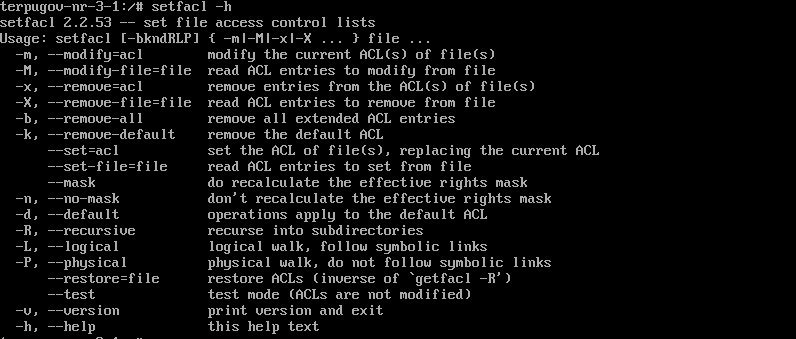 terpugov-nr-3-1:/# setfacl -h
setfacl 2.2.53 -- set file access control lists
Usage: setfacl [-bkndRLP] { -m|-M|-x|-X ... } file ...
  -m, --modify=acl        modify the current ACL(s) of file(s)
  -M, --modify-file=file  read ACL entries to modify from file
  -x, --remove=acl        remove entries from the ACL(s) of file(s)
  -X, --remove-file=file  read ACL entries to remove from file
  -b, --remove-all        remove all extended ACL entries
  -k, --remove-default    remove the default ACL
      --set=acl           set the ACL of file(s), replacing the current ACL
      --set-file=file     read ACL entries to set from file
      --mask              do recalculate the effective rights mask
  -n, --no-mask           don't recalculate the effective rights mask
  -d, --default           operations apply to the default ACL
  -R, --recursive         recurse into subdirectories
  -L, --logical           logical walk, follow symbolic links
  -P, --physical          physical walk, do not follow symbolic links
      --restore=file      restore ACLs (inverse of `getfacl -R')
      --test              test mode (ACLs are not modified)
  -v, --version           print version and exit
  -h, --help              this help text